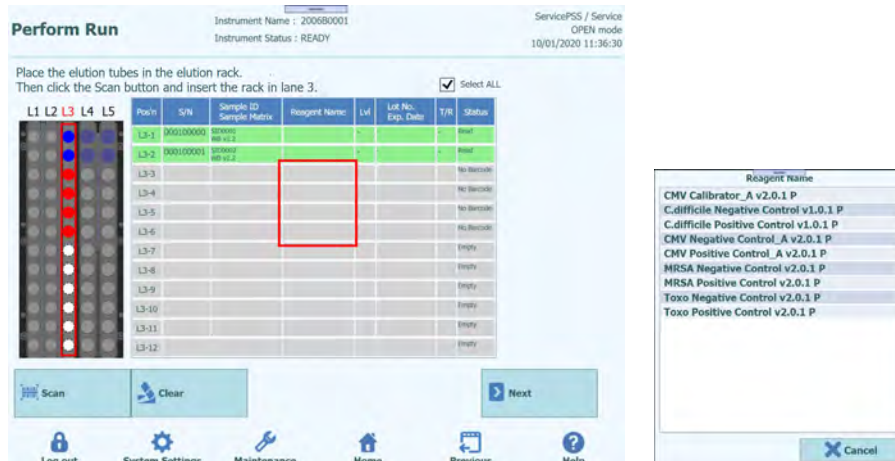 Perform Run
Instrument Name : 200680001
Instrument Status : READY
ServicePSS / Service
OPEN mode
10/01/2020 11:36:30
Place the elution tubes in the elution rack.
Then click the Scan button and insert the rack in lane 3.
Select ALL
L1 L2 L3 L4 L5
Pos'n S/N Sample ID Sample Matrix Reagent Name Lvl Lot No. Exp. Date T/R Status
L3-1 000100000 - - Read
L3-2 000100001 - - Read
L3-3 No Barcode
L3-4 No Barcode
L3-5 No Barcode
L3-6 No Barcode
L3-7 Empty
L3-8 Empty
L3-9 Empty
L3-10 Empty
L3-11 Empty
L3-12 Empty
Scan
Clear
Next
Log out
System Settings
Maintenance
Home
Previous
Help
Reagent Name
CMV Calibrator_A v2.0.1 P
C.difficile Negative Control v1.0.1 P
C.difficile Positive Control v1.0.1 P
CMV Negative Control_A v2.0.1 P
CMV Positive Control_A v2.0.1 P
MRSA Negative Control v2.0.1 P
MRSA Positive Control v2.0.1 P
Toxo Negative Control v2.0.1 P
Toxo Positive Control v2.0.1 P
Cancel